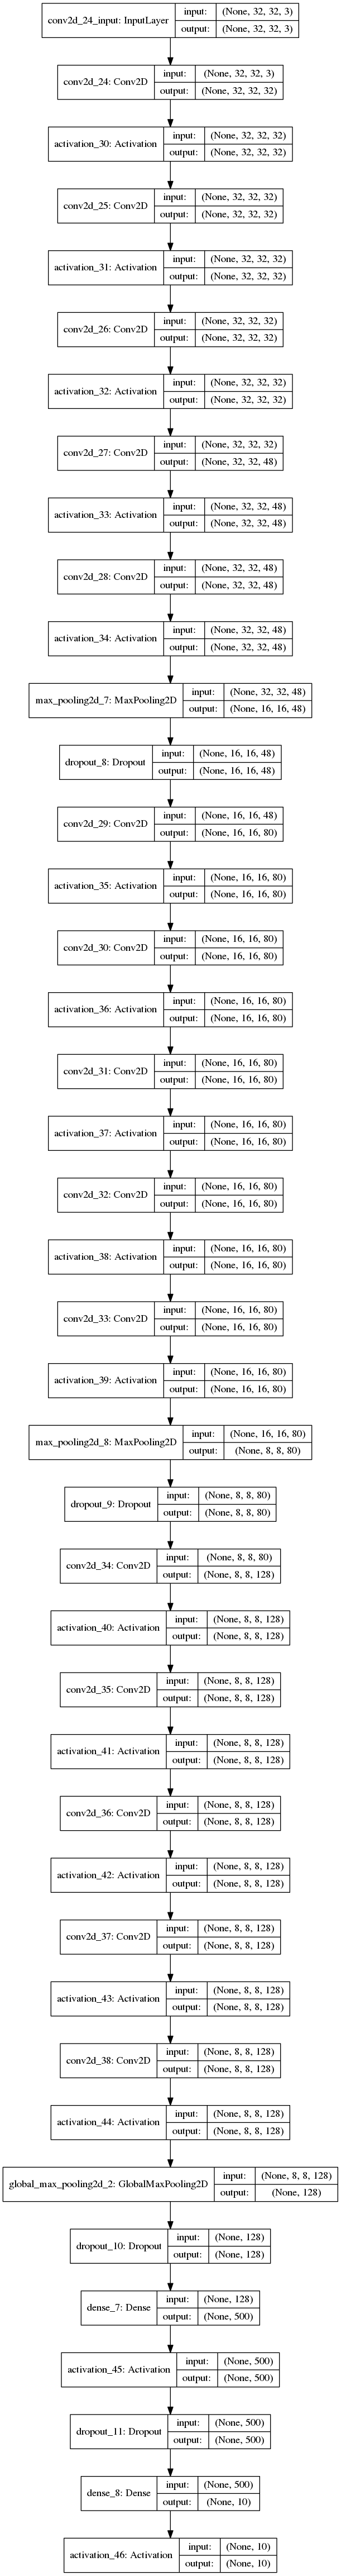 conv2d_24_input: InputLayer
input: (None, 32, 32, 3)
output: (None, 32, 32, 3)
conv2d_24: Conv2D
input: (None, 32, 32, 3)
output: (None, 32, 32, 32)
activation_30: Activation
input: (None, 32, 32, 32)
output: (None, 32, 32, 32)
conv2d_25: Conv2D
input: (None, 32, 32, 32)
output: (None, 32, 32, 32)
activation_31: Activation
input: (None, 32, 32, 32)
output: (None, 32, 32, 32)
conv2d_26: Conv2D
input: (None, 32, 32, 32)
output: (None, 32, 32, 32)
activation_32: Activation
input: (None, 32, 32, 32)
output: (None, 32, 32, 32)
conv2d_27: Conv2D
input: (None, 32, 32, 32)
output: (None, 32, 32, 48)
activation_33: Activation
input: (None, 32, 32, 48)
output: (None, 32, 32, 48)
conv2d_28: Conv2D
input: (None, 32, 32, 48)
output: (None, 32, 32, 48)
activation_34: Activation
input: (None, 32, 32, 48)
output: (None, 32, 32, 48)
max_pooling2d_7: MaxPooling2D
input: (None, 32, 32, 48)
output: (None, 16, 16, 48)
dropout_8: Dropout
input: (None, 16, 16, 48)
output: (None, 16, 16, 48)
conv2d_29: Conv2D
input: (None, 16, 16, 48)
output: (None, 16, 16, 80)
activation_35: Activation
input: (None, 16, 16, 80)
output: (None, 16, 16, 80)
conv2d_30: Conv2D
input: (None, 16, 16, 80)
output: (None, 16, 16, 80)
activation_36: Activation
input: (None, 16, 16, 80)
output: (None, 16, 16, 80)
conv2d_31: Conv2D
input: (None, 16, 16, 80)
output: (None, 16, 16, 80)
activation_37: Activation
input: (None, 16, 16, 80)
output: (None, 16, 16, 80)
conv2d_32: Conv2D
input: (None, 16, 16, 80)
output: (None, 16, 16, 80)
activation_38: Activation
input: (None, 16, 16, 80)
output: (None, 16, 16, 80)
conv2d_33: Conv2D
input: (None, 16, 16, 80)
output: (None, 16, 16, 80)
activation_39: Activation
input: (None, 16, 16, 80)
output: (None, 16, 16, 80)
max_pooling2d_8: MaxPooling2D
input: (None, 16, 16, 80)
output: (None, 8, 8, 80)
dropout_9: Dropout
input: (None, 8, 8, 80)
output: (None, 8, 8, 80)
conv2d_34: Conv2D
input: (None, 8, 8, 80)
output: (None, 8, 8, 128)
activation_40: Activation
input: (None, 8, 8, 128)
output: (None, 8, 8, 128)
conv2d_35: Conv2D
input: (None, 8, 8, 128)
output: (None, 8, 8, 128)
activation_41: Activation
input: (None, 8, 8, 128)
output: (None, 8, 8, 128)
conv2d_36: Conv2D
input: (None, 8, 8, 128)
output: (None, 8, 8, 128)
activation_42: Activation
input: (None, 8, 8, 128)
output: (None, 8, 8, 128)
conv2d_37: Conv2D
input: (None, 8, 8, 128)
output: (None, 8, 8, 128)
activation_43: Activation
input: (None, 8, 8, 128)
output: (None, 8, 8, 128)
conv2d_38: Conv2D
input: (None, 8, 8, 128)
output: (None, 8, 8, 128)
activation_44: Activation
input: (None, 8, 8, 128)
output: (None, 8, 8, 128)
global_max_pooling2d_2: GlobalMaxPooling2D
input: (None, 8, 8, 128)
output: (None, 128)
dropout_10: Dropout
input: (None, 128)
output: (None, 128)
dense_7: Dense
input: (None, 128)
output: (None, 500)
activation_45: Activation
input: (None, 500)
output: (None, 500)
dropout_11: Dropout
input: (None, 500)
output: (None, 500)
dense_8: Dense
input: (None, 500)
output: (None, 10)
activation_46: Activation
input: (None, 10)
output: (None, 10)